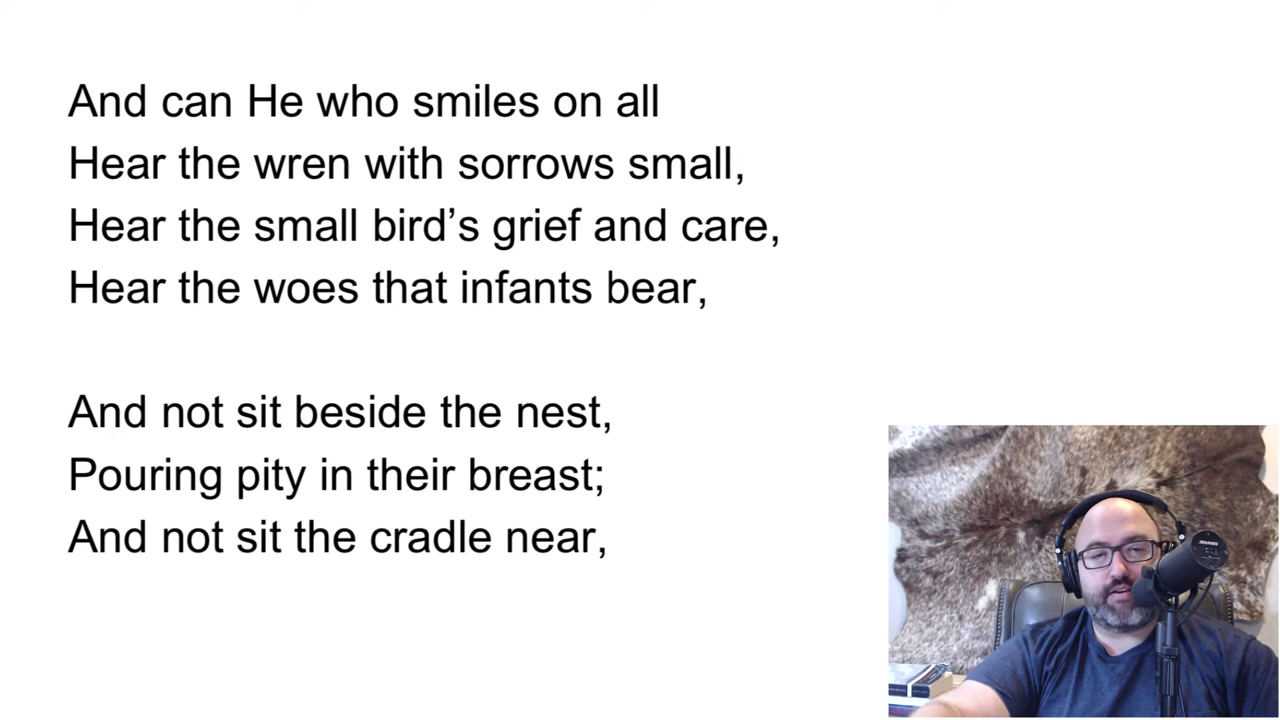 And can He who smiles on all
Hear the wren with sorrows small,
Hear the small bird’s grief and care,
Hear the woes that infants bear,
And not sit beside the nest,
Pouring pity in their breast;
And not sit the cradle near,